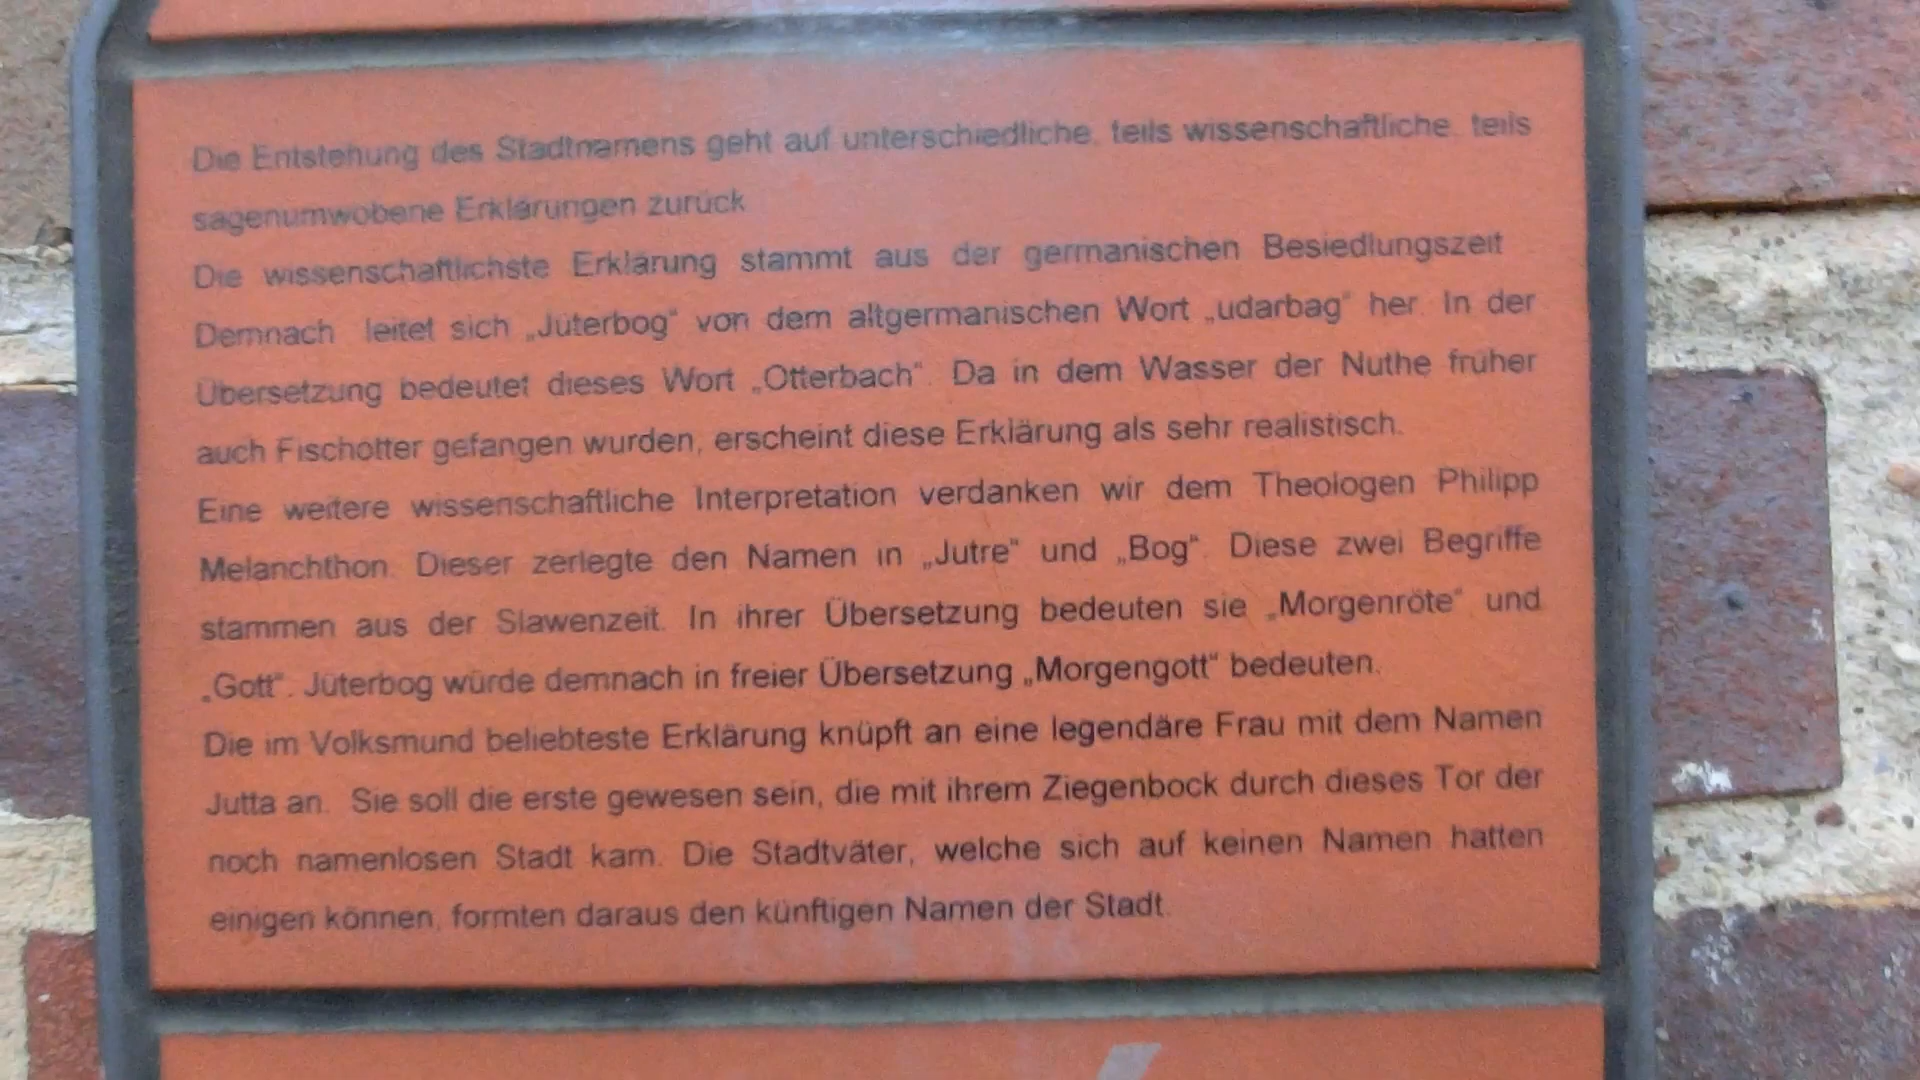 Die Entstehung des Stadtnamens geht auf unterschiedliche, teils wissenschaftliche, teils
sagenumwobene Erklärungen zurück.
Die wissenschaftlichste Erklärung stammt aus der germanischen Besiedlungszeit
Demnach leitet sich „Jüterbog“ von dem altgermanischen Wort „udarbag“ her. In der
Übersetzung bedeutet dieses Wort „Otterbach“. Da in dem Wasser der Nuthe früher
auch Fischotter gefangen wurden, erscheint diese Erklärung als sehr realistisch.
Eine weitere wissenschaftliche Interpretation verdanken wir dem Theologen Philipp
Melanchthon. Dieser zerlegte den Namen in „Jutre“ und „Bog“. Diese zwei Begriffe
stammen aus der Slawenzeit. In ihrer Übersetzung bedeuten sie „Morgenröte“ und
„Gott“. Jüterbog würde demnach in freier Übersetzung „Morgengott“ bedeuten.
Die im Volksmund beliebteste Erklärung knüpft an eine legendäre Frau mit dem Namen
Jutta an. Sie soll die erste gewesen sein, die mit ihrem Ziegenbock durch dieses Tor der
noch namenlosen Stadt kam. Die Stadtväter, welche sich auf keinen Namen hatten
einigen können, formten daraus den künftigen Namen der Stadt.